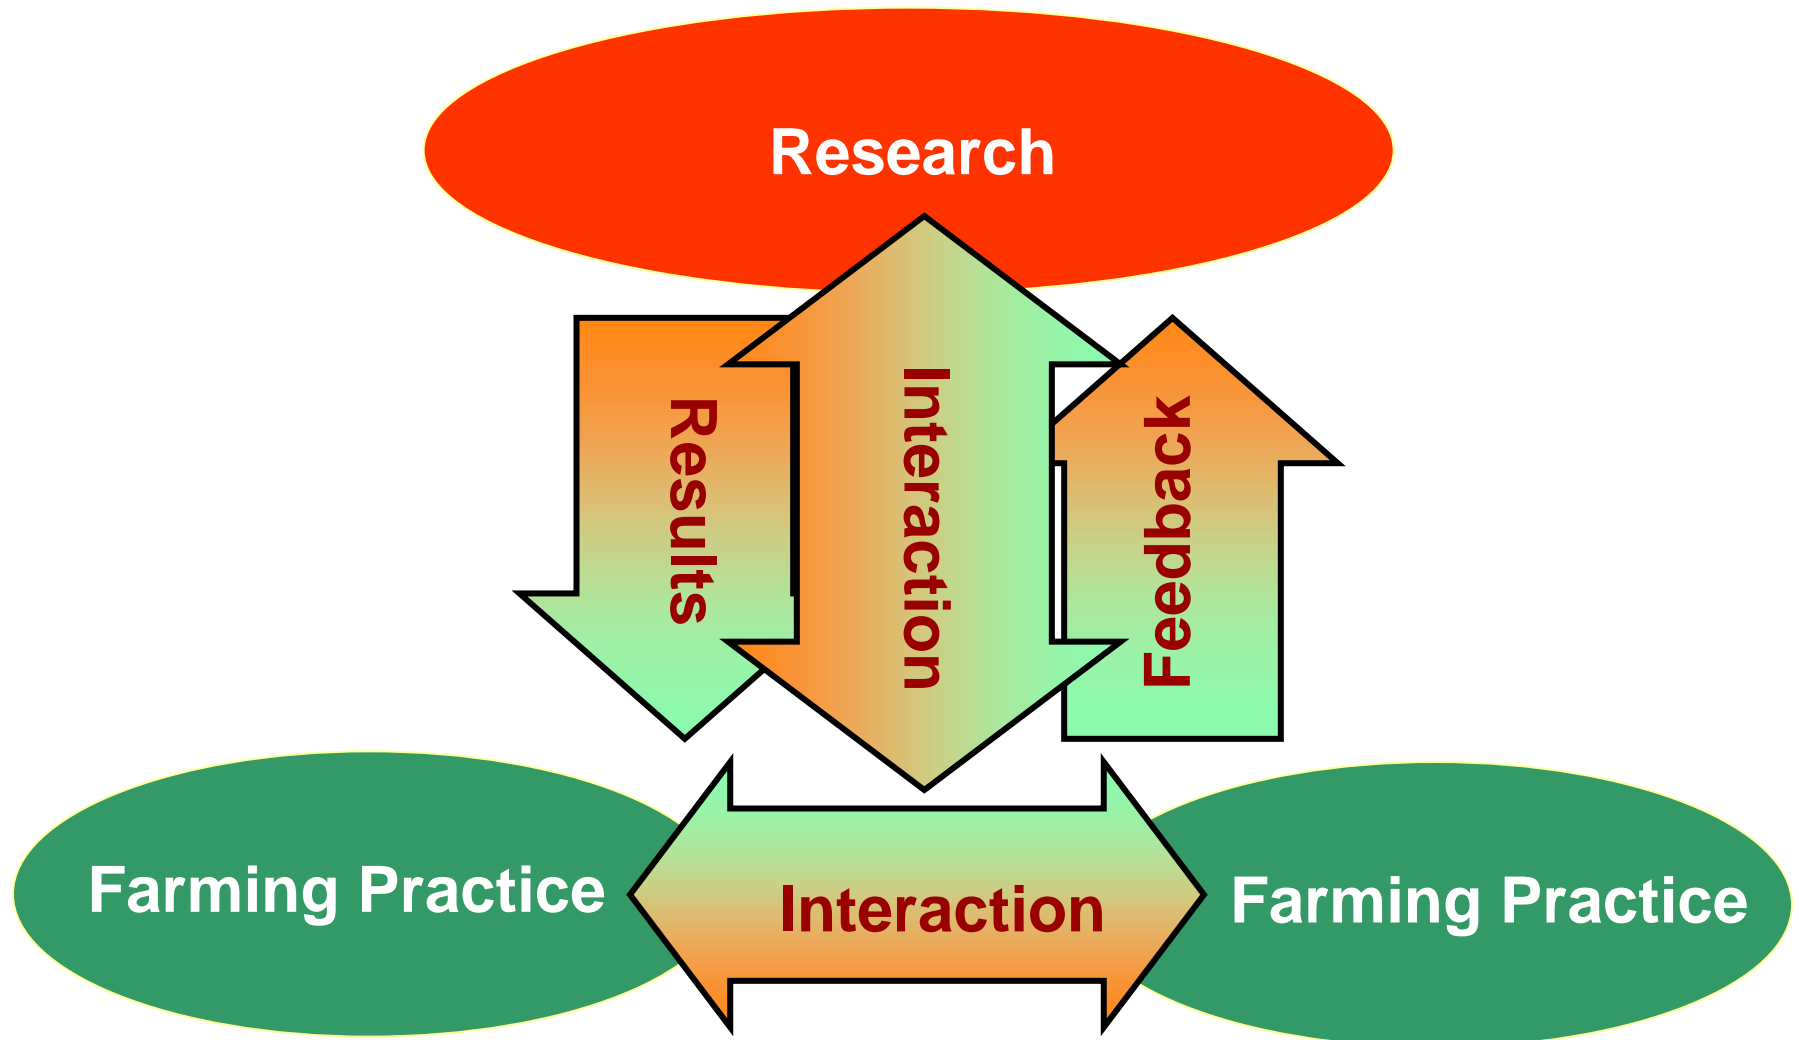 Research
Results
Interaction
Feedback
Farming Practice
Interaction
Farming Practice